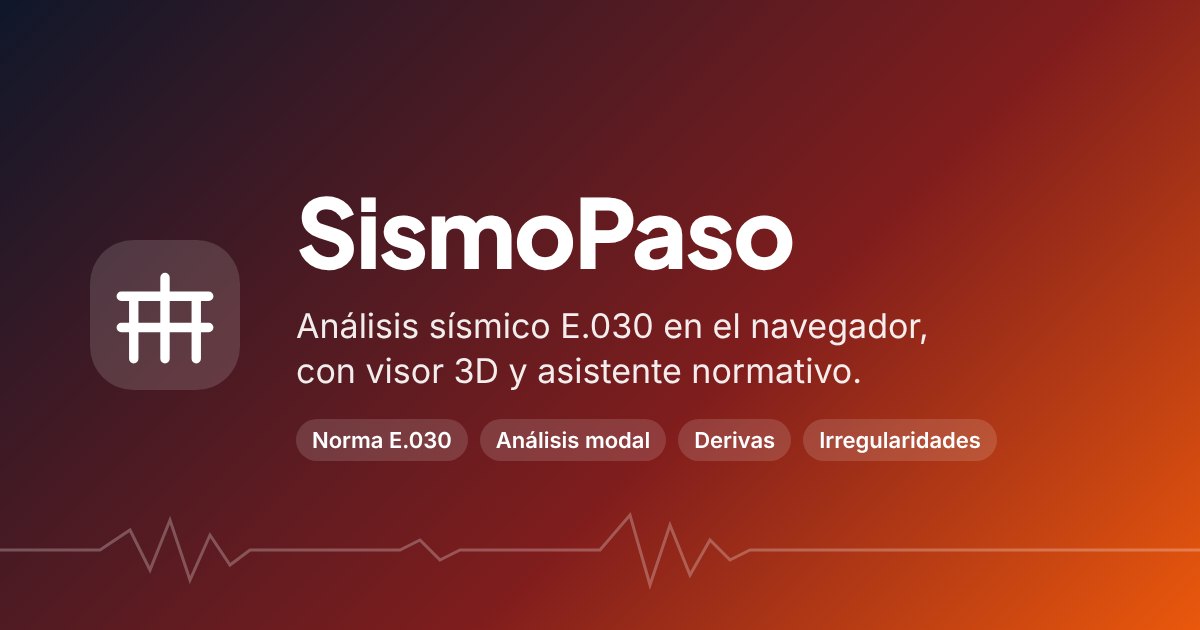 SismoPaso
Análisis sísmico E.030 en el navegador,
con visor 3D y asistente normativo.
Norma E.030 Análisis modal Derivas Irregularidades